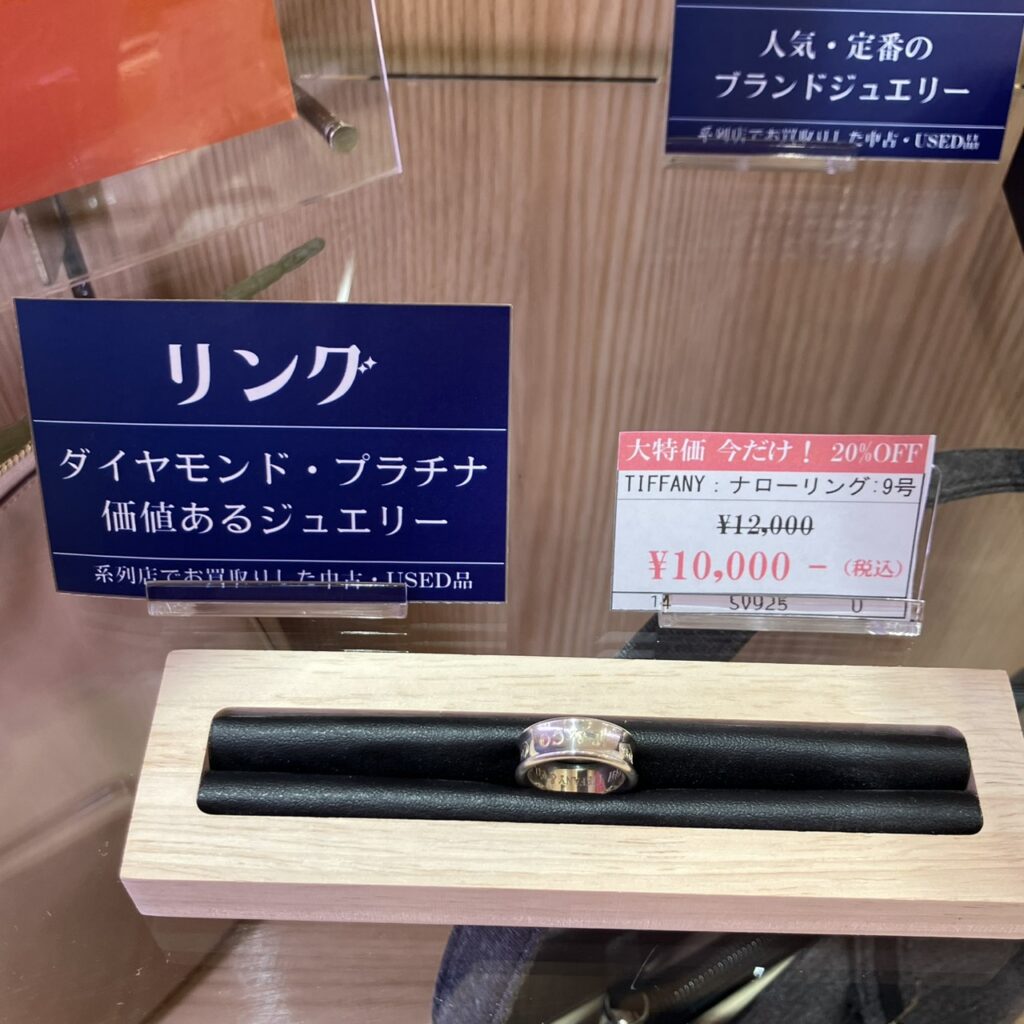 人気・定番の
ブランドジュエリー
系列店でお買取りした中古・USED品
リング
ダイヤモンド・プラチナ
価値あるジュエリー
系列店でお買取りした中古・USED品
大特価 今だけ! 20%OFF
TIFFANY:ナローリング:9号
¥12,000
¥10,000－(税込)
14 SV925 U